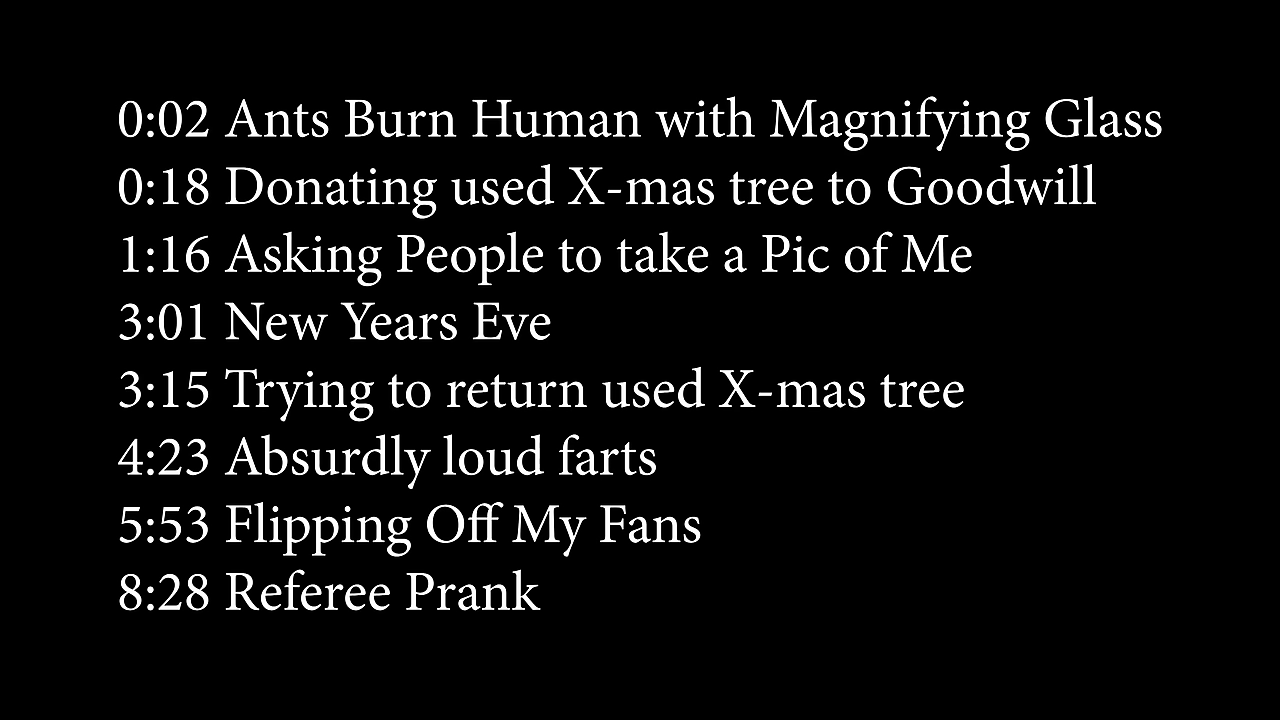 0:02 Ants Burn Human with Magnifying Glass
0:18 Donating used X-mas tree to Goodwill
1:16 Asking People to take a Pic of Me
3:01 New Years Eve
3:15 Trying to return used X-mas tree
4:23 Absurdly loud farts
5:53 Flipping Off My Fans
8:28 Referee Prank